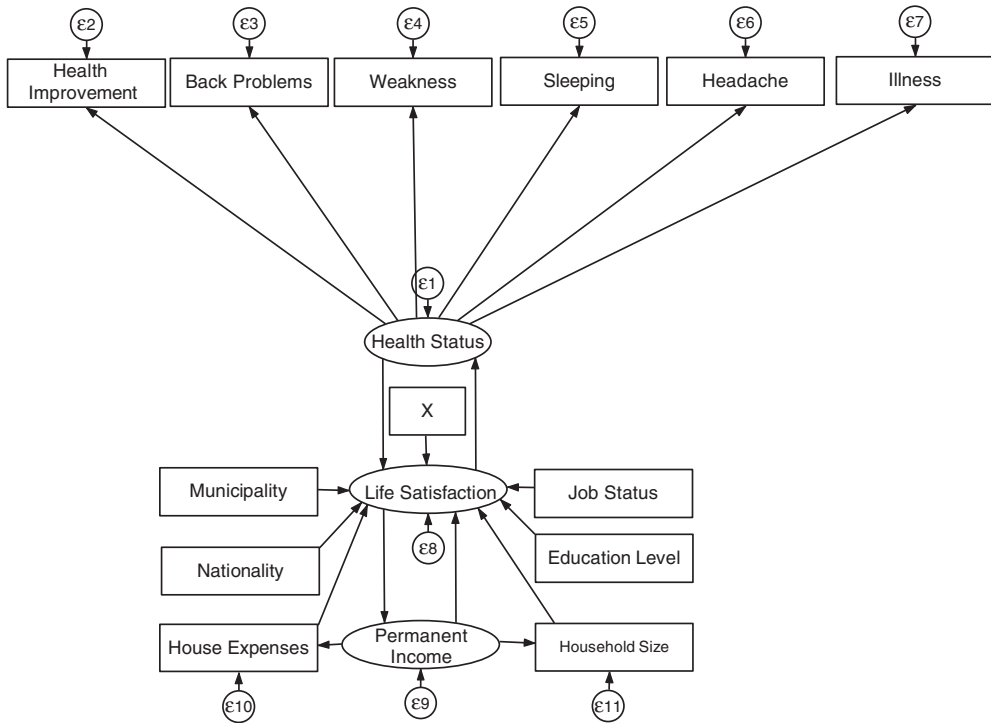 ε2
ε3
ε4
ε5
ε6
ε7
Health
Improvement
Back Problems
Weakness
Sleeping
Headache
Illness
ε1
Health Status
X
Municipality
Life Satisfaction
Job Status
ε8
Nationality
Education Level
House Expenses
Permanent
Income
Household Size
ε10
ε9
ε11